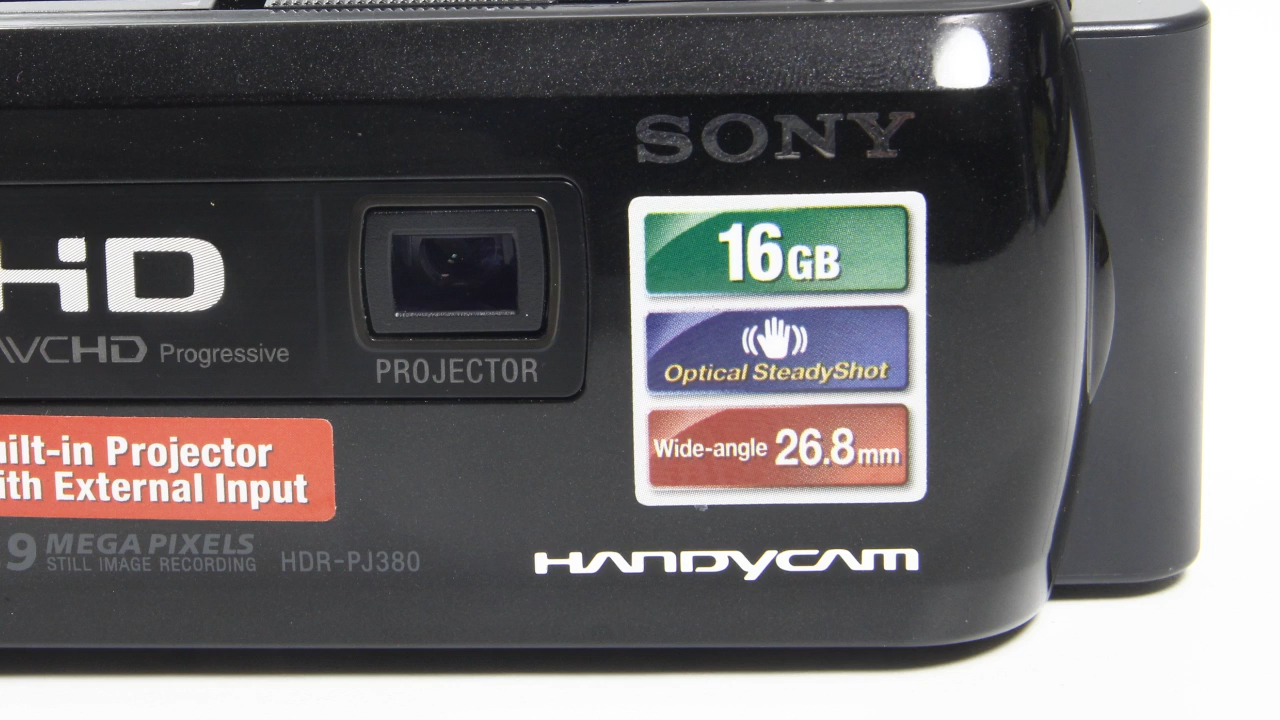 SONY
16GB
Optical SteadyShot
Wide-angle 26.8mm
HD
AVCHD Progressive
PROJECTOR
uilt-in Projector
ith External Input
9 MEGA PIXELS
STILL IMAGE RECORDING
HDR-PJ380
HANDYCAM